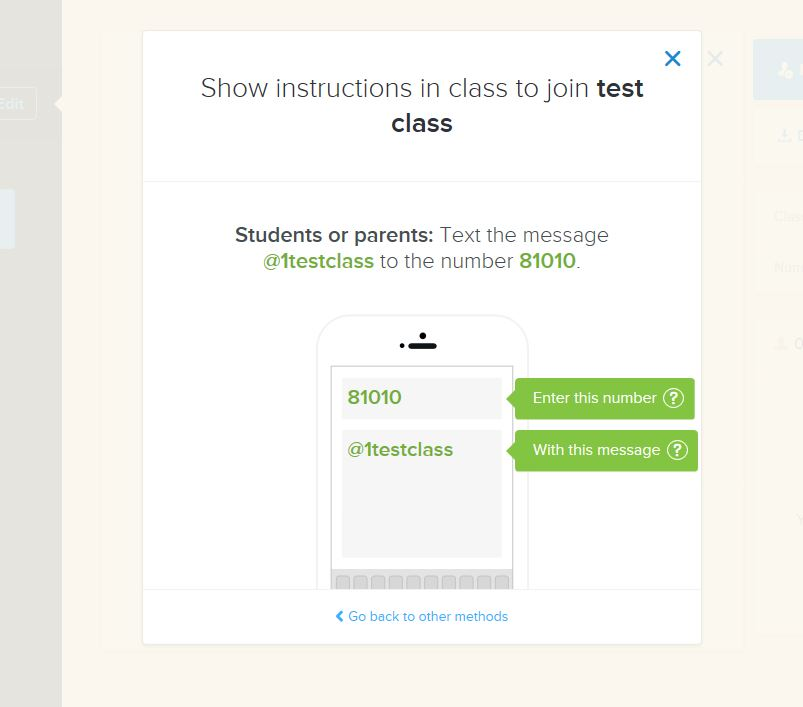 Edit
Show instructions in class to join test
class
Students or parents: Text the message
@1testclass to the number 81010.
81010
Enter this number ?
@1testclass
With this message ?
Go back to other methods